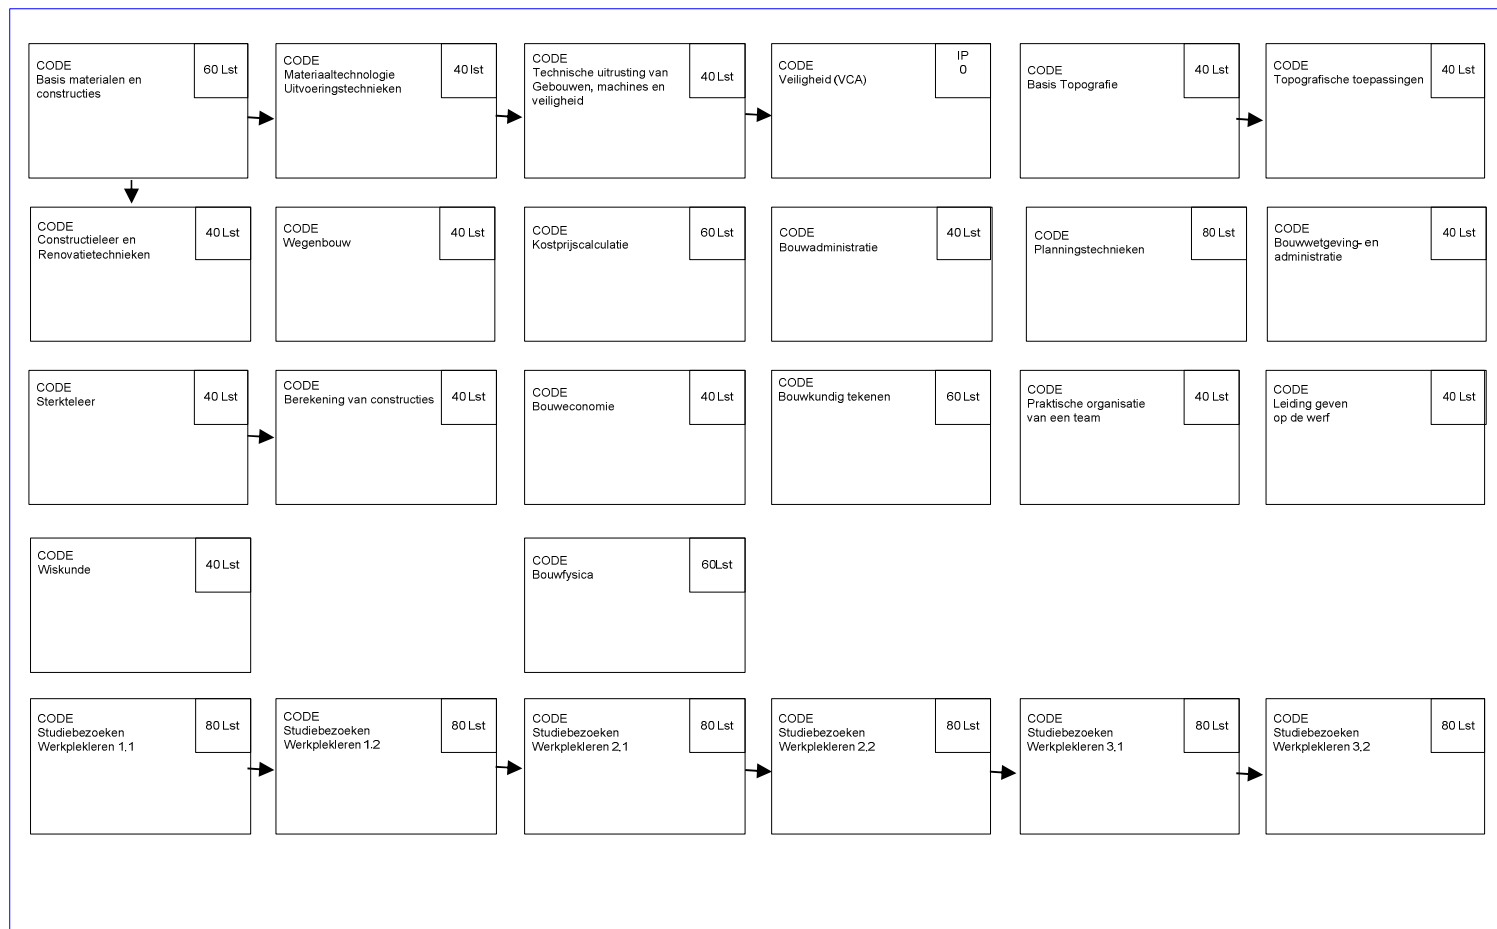 CODE
Basis materialen en
constructies
60 Lst
CODE
Materiaaltechnologie
Uitvoeringstechnieken
40 lst
CODE
Technische uitrusting van
Gebouwen, machines en
veiligheid
40 Lst
CODE
Veiligheid (VCA)
IP
0
CODE
Basis Topografie
40 Lst
CODE
Topografische toepassingen
40 Lst
CODE
Constructieleer en
Renovatietechnieken
40 Lst
CODE
Wegenbouw
40 Lst
CODE
Kostprijscalculatie
60 Lst
CODE
Bouwadministratie
40 Lst
CODE
Planningstechnieken
80 Lst
CODE
Bouwwetgeving- en
administratie
40 Lst
CODE
Sterkteleer
40 Lst
CODE
Berekening van constructies
40 Lst
CODE
Bouweconomie
40 Lst
CODE
Bouwkundig tekenen
60 Lst
CODE
Praktische organisatie
van een team
40 Lst
CODE
Leiding geven
op de werf
40 Lst
CODE
Wiskunde
40 Lst
CODE
Bouwfysica
60Lst
CODE
Studiebezoeken
Werkplekleren 1.1
80 Lst
CODE
Studiebezoeken
Werkplekleren 1.2
80 Lst
CODE
Studiebezoeken
Werkplekleren 2.1
80 Lst
CODE
Studiebezoeken
Werkplekleren 2.2
80 Lst
CODE
Studiebezoeken
Werkplekleren 3.1
80 Lst
CODE
Studiebezoeken
Werkplekleren 3.2
80 Lst